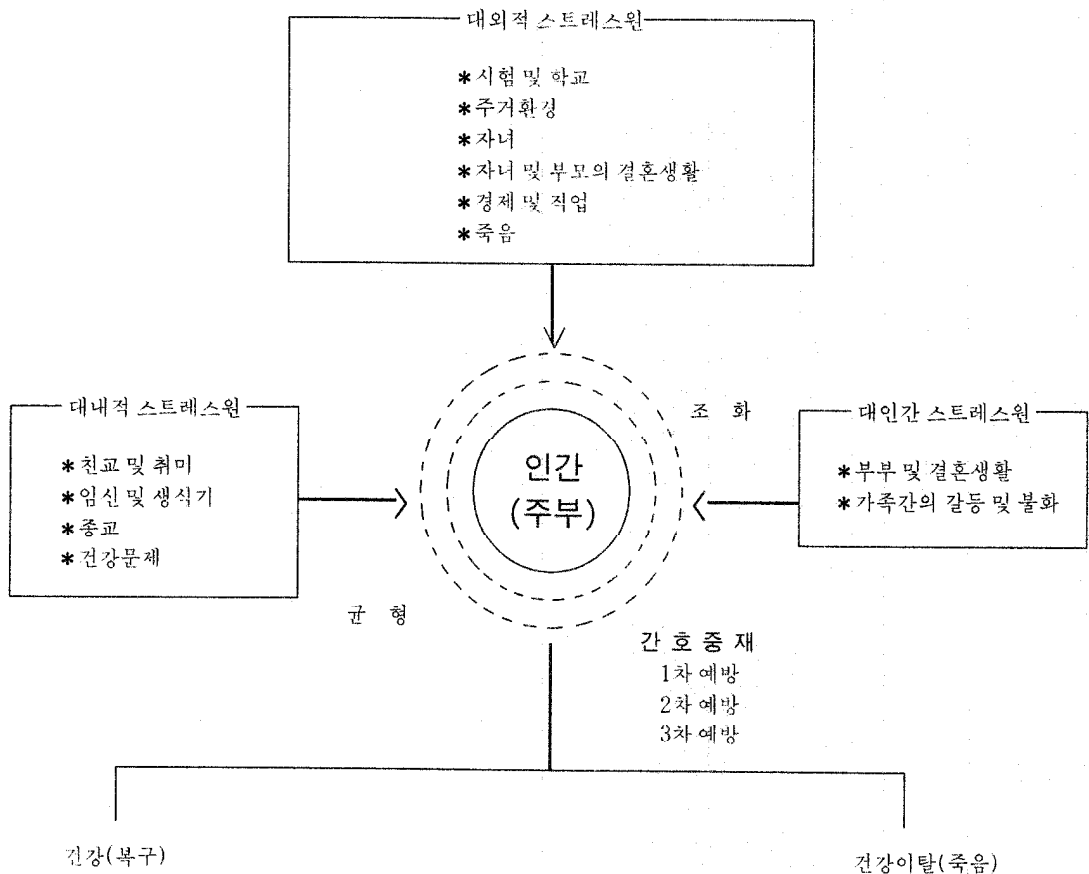 대외적 스트레스원
*시험 및 학교
*주거환경
*자녀
*자녀 및 부모의 결혼생활
*경제 및 직업
*죽음
대내적 스트레스원
*친교 및 취미
*임신 및 생식기
*종교
*건강문제
인간
(주부)
조 화
대인간 스트레스원
*부부 및 결혼생활
*가족간의 갈등 및 불화
균 형
간 호 중 재
1차 예방
2차 예방
3차 예방
건강(복구)
건강이탈(죽음)